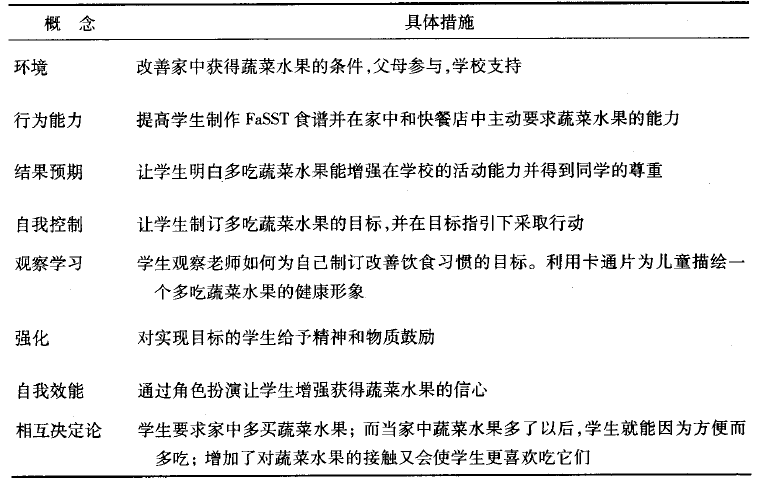 概 念 具体措施
环境 改善家中获得蔬菜水果的条件,父母参与,学校支持
行为能力 提高学生制作 FaSST 食谱并在家中和快餐店中主动要求蔬菜水果的能力
结果预期 让学生明白多吃蔬菜水果能增强在学校的活动能力并得到同学的尊重
自我控制 让学生制订多吃蔬菜水果的目标,并在目标指引下采取行动
观察学习 学生观察老师如何为自己制订改善饮食习惯的目标。利用卡通片为儿童描绘一
个多吃蔬菜水果的健康形象
强化 对实现目标的学生给予精神和物质鼓励
自我效能 通过角色扮演让学生增强获得蔬菜水果的信心
相互决定论 学生要求家中多买蔬菜水果；而当家中蔬菜水果多了以后,学生就能因为方便而
多吃；增加了对蔬菜水果的接触又会使学生更喜欢吃它们